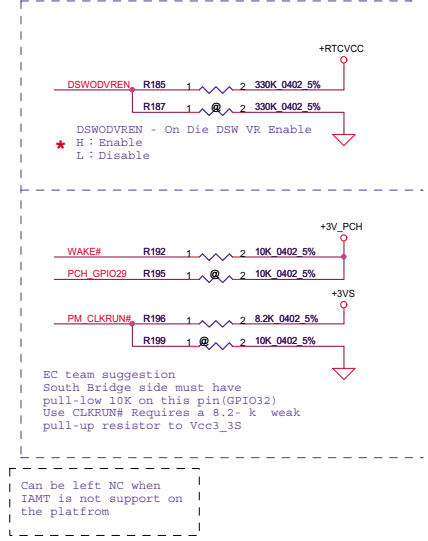 +RTCVCC
DSWODVREN R185 1 2 330K_0402_5%
R187 1 @ 2 330K_0402_5%
DSWODVREN - On Die DSW VR Enable
* H：Enable
L：Disable
+3V_PCH
WAKE# R192 1 2 10K_0402_5%
PCH_GPIO29 R195 1 @ 2 10K_0402_5%
+3VS
PM_CLKRUN# R196 1 2 8.2K_0402_5%
R199 1 @ 2 10K_0402_5%
EC team suggestion
South Bridge side must have
pull-low 10K on this pin(GPIO32)
Use CLKRUN# Requires a 8.2- k weak
pull-up resistor to Vcc3_3S
Can be left NC when
IAMT is not support on
the platfrom